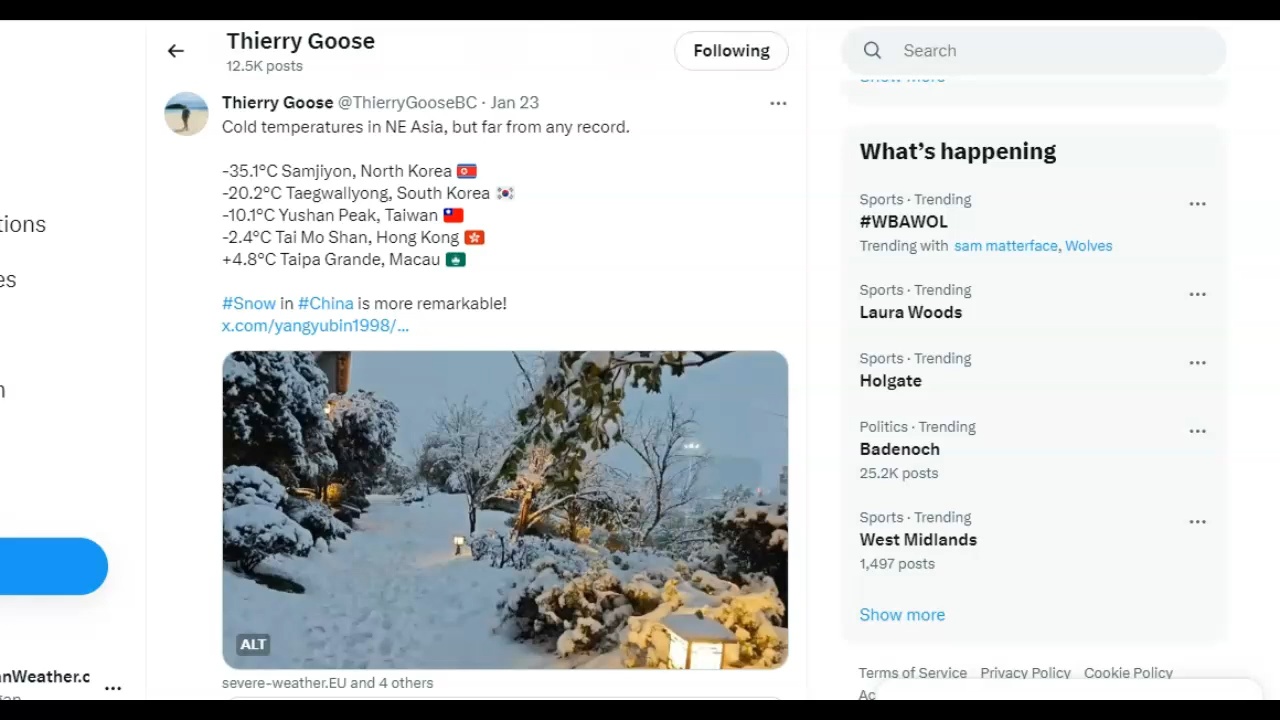 Thierry Goose
12.5K posts
Following
Search
Thierry Goose @ThierryGooseBC · Jan 23
Cold temperatures in NE Asia, but far from any record.
-35.1°C Samjiyon, North Korea 🇰🇵
-20.2°C Taegwallyong, South Korea 🇰🇷
-10.1°C Yushan Peak, Taiwan 🇹🇼
-2.4°C Tai Mo Shan, Hong Kong 🇭🇰
+4.8°C Taipa Grande, Macau 🇲🇴
#Snow in #China is more remarkable!
x.com/yangyubin1998/...
ALT
severe-weather.EU and 4 others
tions
es
anWeather.c
Show more
What's happening
Sports · Trending
#WBAWOL
Trending with sam matterface, Wolves
Sports · Trending
Laura Woods
Sports · Trending
Holgate
Politics · Trending
Badenoch
25.2K posts
Sports · Trending
West Midlands
1,497 posts
Show more
Terms of Service Privacy Policy Cookie Policy
Ac